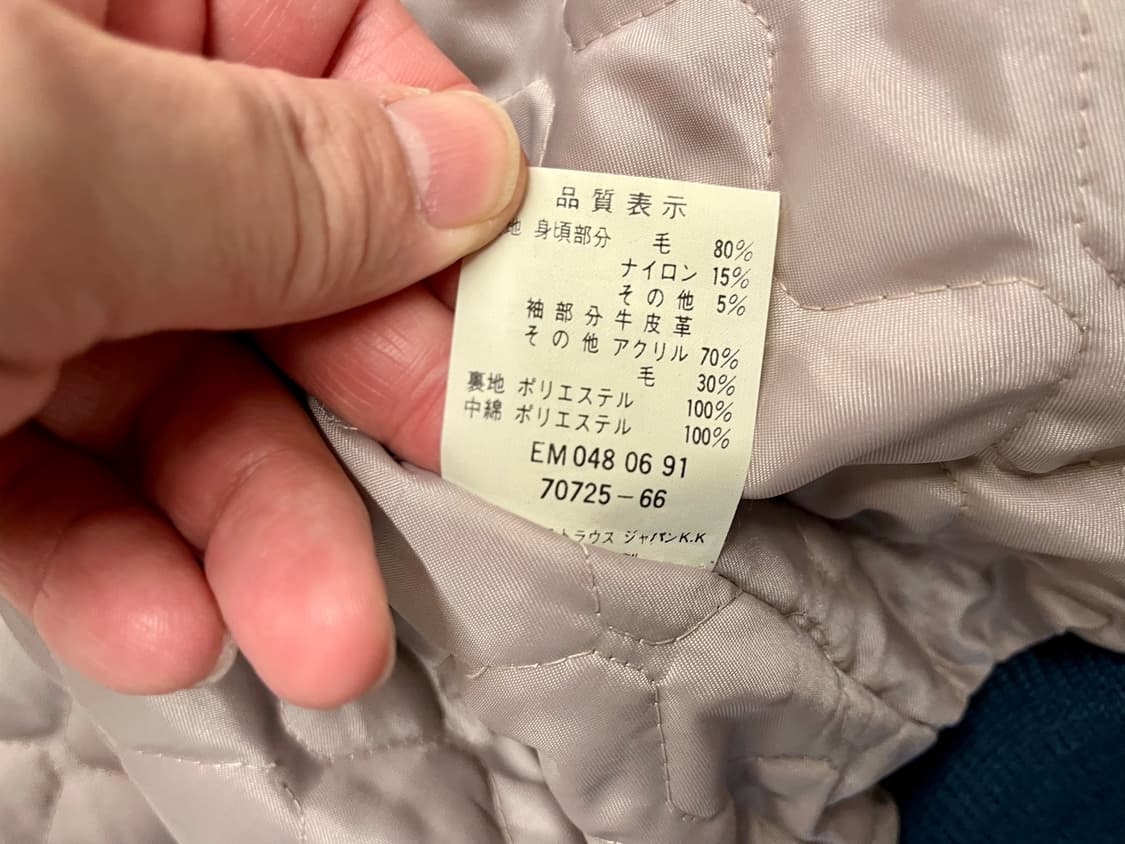 品質表示
地 身頃部分 毛 80%
ナイロン 15%
その他 5%
袖部分牛皮革
その他 アクリル 70%
毛 30%
裏地 ポリエステル 100%
中綿 ポリエステル 100%
EM 048 06 91
70725-66
トラウス ジャパンK.K